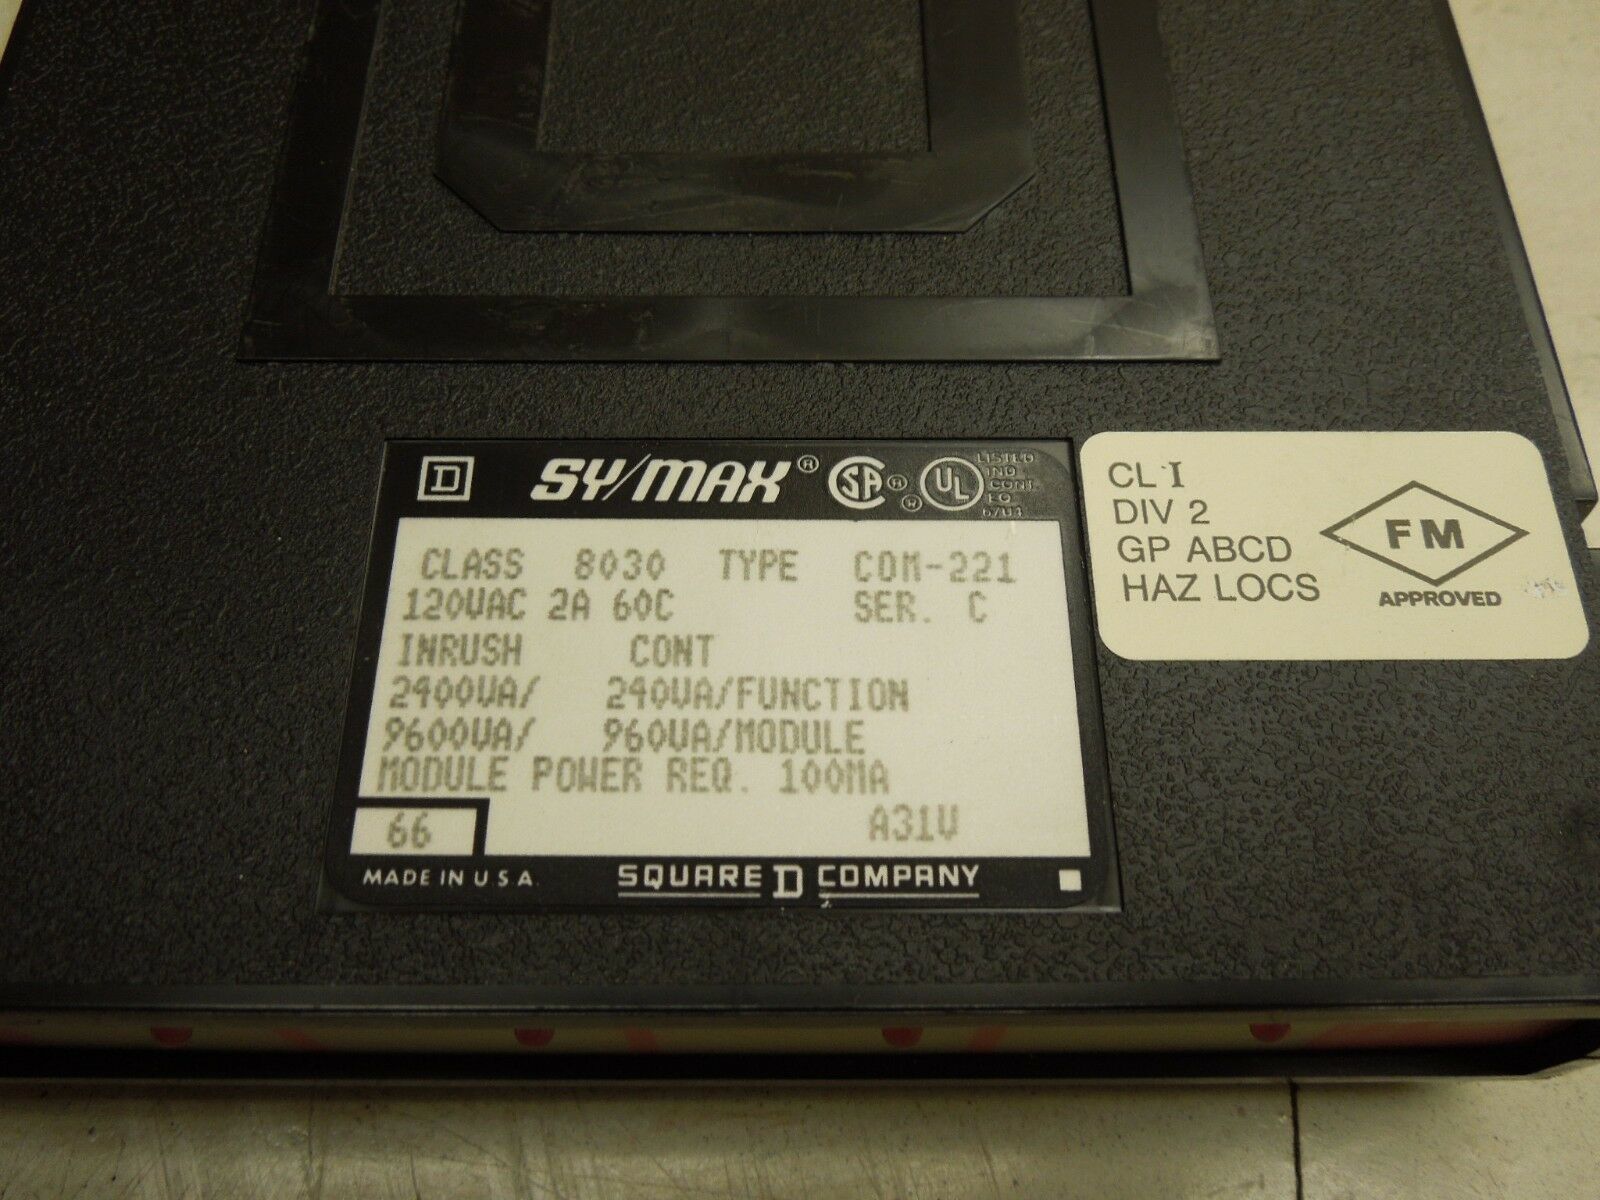 D SY/MAX® SA ® ® UL LISTED
IND
CONT
EQ
CLASS 8030 TYPE COM-221
120VAC 2A 60C SER. C
INRUSH CONT
2400VA/ 240VA/FUNCTION
9600VA/ 960VA/MODULE
MODULE POWER REQ. 100MA
66 A31V
MADE IN U.S.A. SQUARE D COMPANY
CL I
DIV 2
GP ABCD
HAZ LOCS
FM
APPROVED